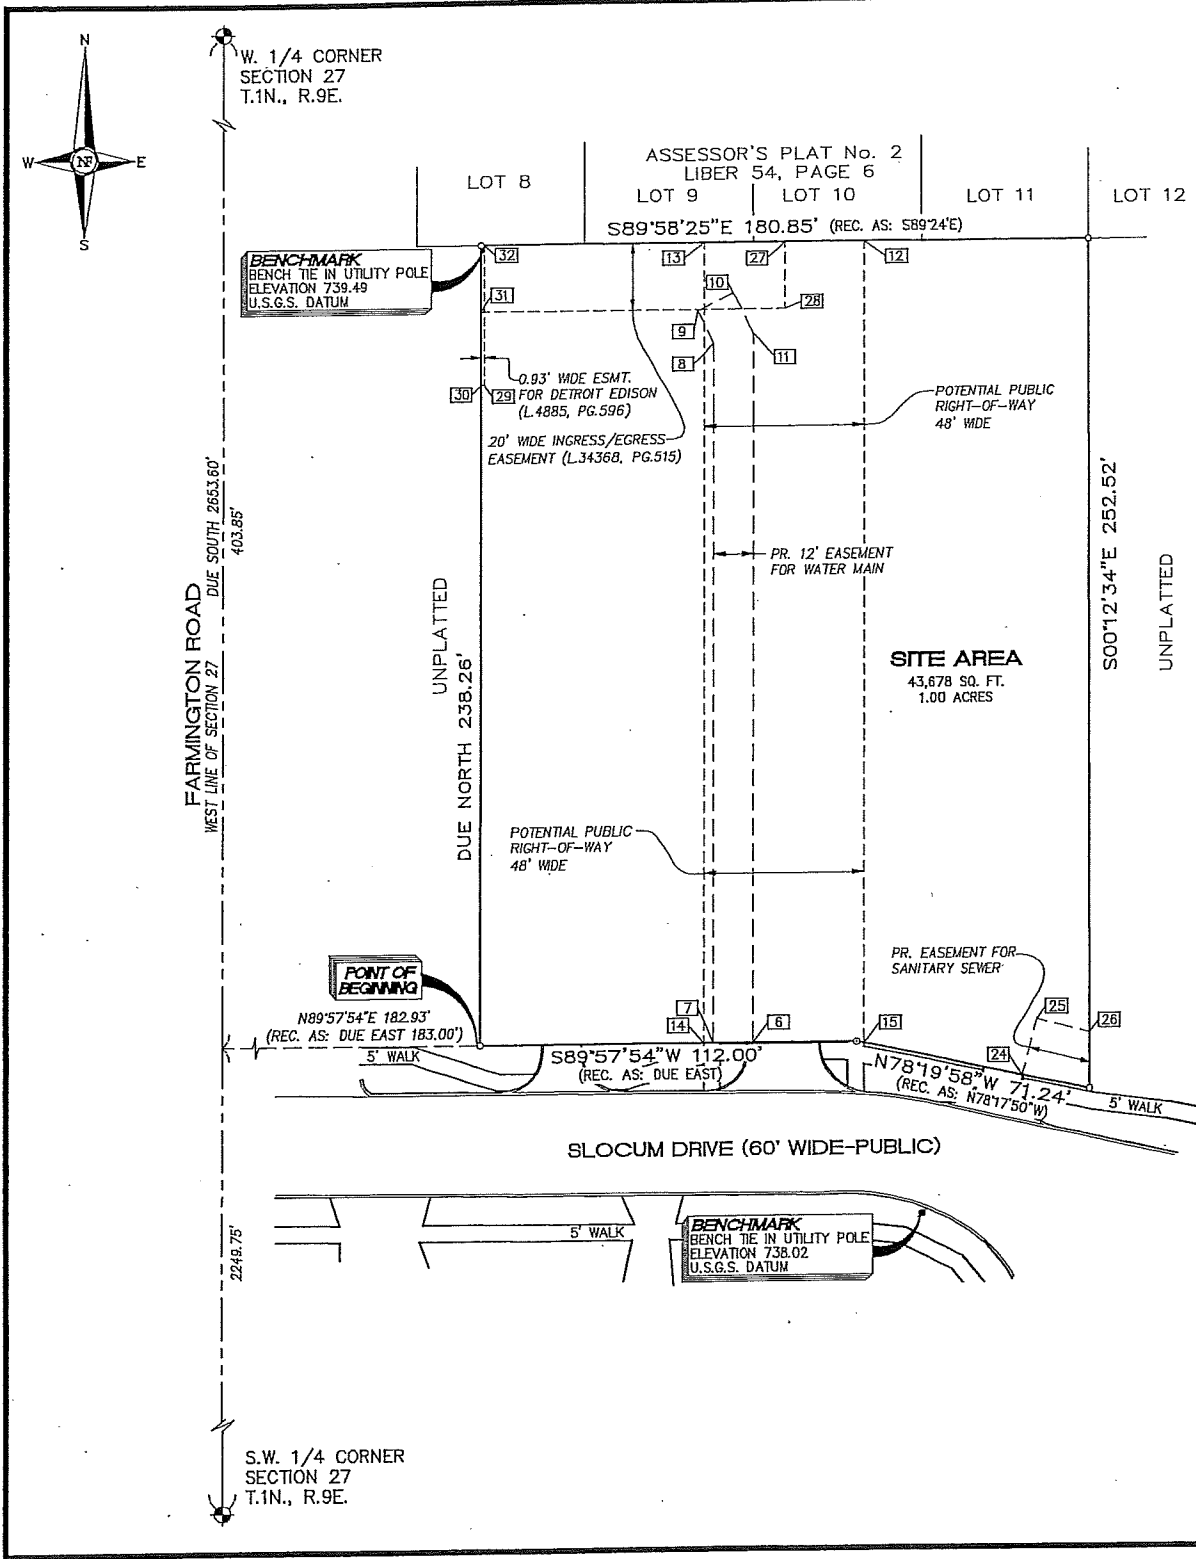 N
W
NF
E
S
W. 1/4 CORNER
SECTION 27
T.1N., R.9E.
ASSESSOR'S PLAT No. 2
LIBER 54, PAGE 6
LOT 8
LOT 9
LOT 10
LOT 11
LOT 12
S89°58'25"E 180.85' (REC. AS: S89°24'E)
BENCHMARK
BENCH TIE IN UTILITY POLE
ELEVATION 739.49
U.S.G.S. DATUM
32
13
27
12
10
31
28
9
8
11
30
29
0.93' WIDE ESMT.
FOR DETROIT EDISON
(L.4885, PG.596)
20' WIDE INGRESS/EGRESS
EASEMENT (L.34368, PG.515)
POTENTIAL PUBLIC
RIGHT-OF-WAY
48' WIDE
FARMINGTON ROAD
WEST LINE OF SECTION 27
DUE SOUTH 2653.60'
403.85'
UNPLATTED
DUE NORTH 238.26'
PR. 12' EASEMENT
FOR WATER MAIN
SITE AREA
43,678 SQ. FT.
1.00 ACRES
S00°12'34"E 252.52'
UNPLATTED
POTENTIAL PUBLIC
RIGHT-OF-WAY
48' WIDE
PR. EASEMENT FOR
SANITARY SEWER
POINT OF
BEGINNING
N89°57'54"E 182.93'
(REC. AS: DUE EAST 183.00')
7
14
6
15
25
26
24
5' WALK
S89°57'54"W 112.00'
(REC. AS: DUE EAST)
N78°19'58"W 71.24'
(REC. AS: N78°17'50"W)
5' WALK
SLOCUM DRIVE (60' WIDE-PUBLIC)
5' WALK
BENCHMARK
BENCH TIE IN UTILITY POLE
ELEVATION 738.02
U.S.G.S. DATUM
2249.75'
S.W. 1/4 CORNER
SECTION 27
T.1N., R.9E.